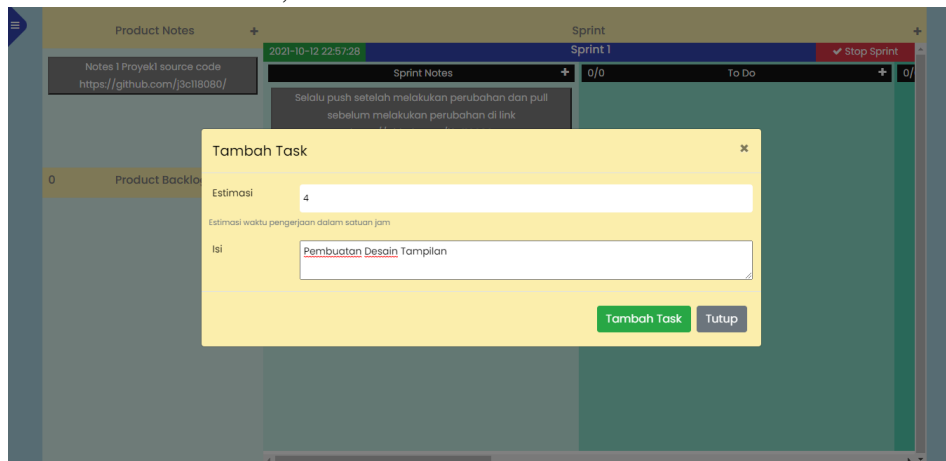 Product Notes +
Sprint +
2021-10-12 22:57:28
Sprint 1
Stop Sprint
Notes 1 Proyek1 source code
https://github.com/j3c118080/
Sprint Notes +
0/0 To Do +
0/
Selalu push setelah melakukan perubahan dan pull
sebelum melakukan perubahan di link
0 Product Backlo
Tambah Task ×
Estimasi
4
Estimasi waktu pengerjaan dalam satuan jam
Isi
Pembuatan Desain Tampilan
Tambah Task
Tutup